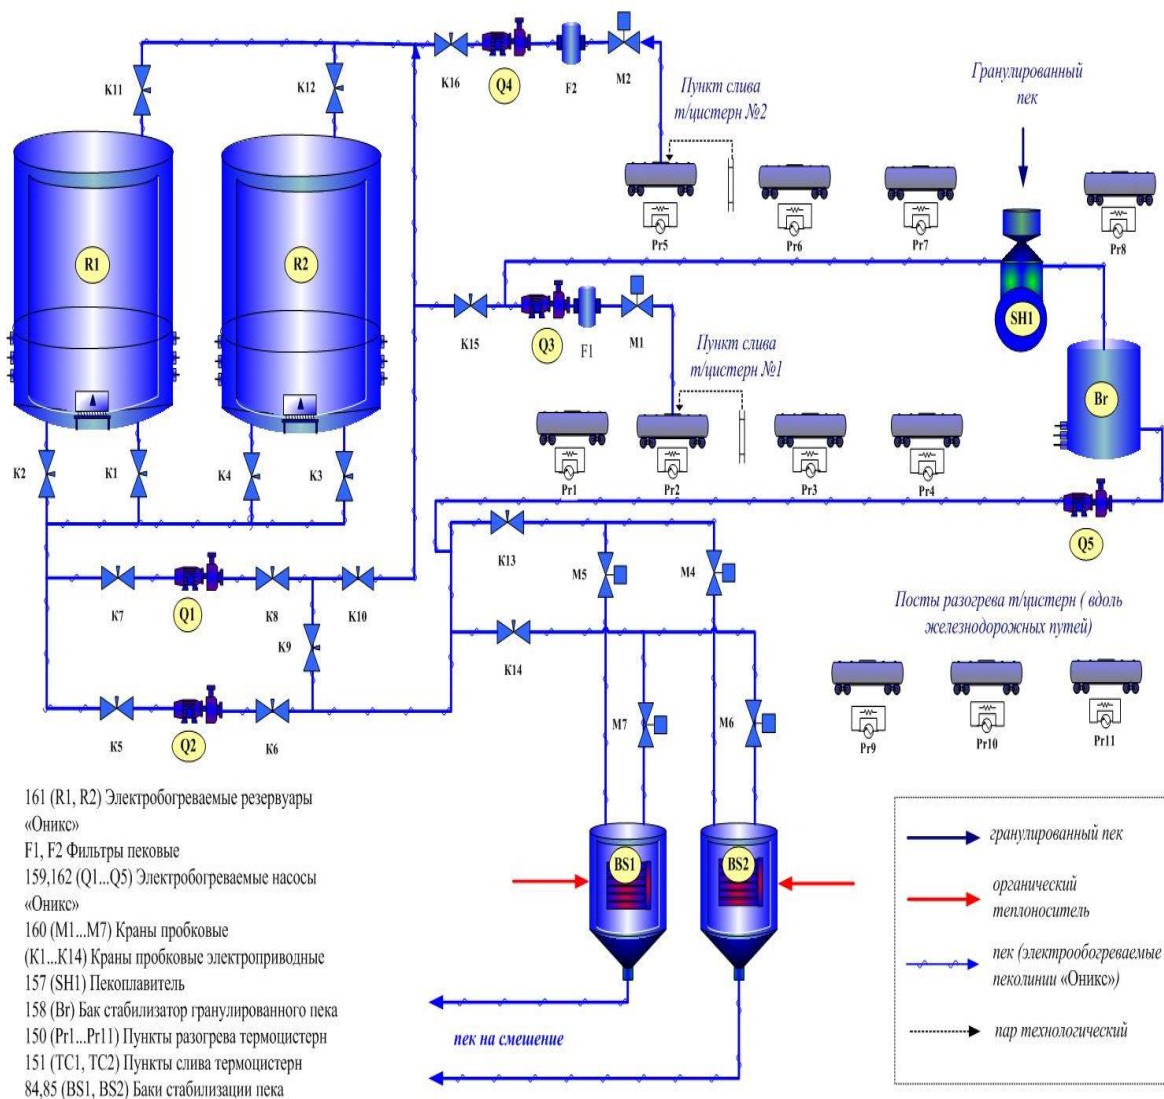 K11
K12
K16
Q4
F2
M2
Пункт слива
т/цистерн №2
Гранулированный
пек
R1
R2
Pr5
Pr6
Pr7
Pr8
K15
Q3
F1
M1
SH1
Пункт слива
т/цистерн №1
Br
K2
K1
K4
K3
Pr1
Pr2
Pr3
Pr4
Q5
K13
M5
M4
K7
Q1
K8
K10
K9
K14
Посты разогрева т/цистерн ( вдоль
железнодорожных путей)
K5
Q2
K6
M7
M6
Pr9
Pr10
Pr11
161 (R1, R2) Электробогреваемые резервуары
«Оникс»
F1, F2 Фильтры пековые
159,162 (Q1...Q5) Электробогреваемые насосы
«Оникс»
160 (M1...M7) Краны пробковые
(K1...K14) Краны пробковые электроприводные
157 (SH1) Пекоплавитель
158 (Br) Бак стабилизатор гранулированного пека
150 (Pr1...Pr11) Пункты разогрева термоцистерн
151 (TC1, TC2) Пункты слива термоцистерн
84,85 (BS1, BS2) Баки стабилизации пека
BS1
BS2
пек на смешение
гранулированный пек
органический
теплоноситель
пек (электрообогреваемые
пеколинии «Оникс»)
пар технологический